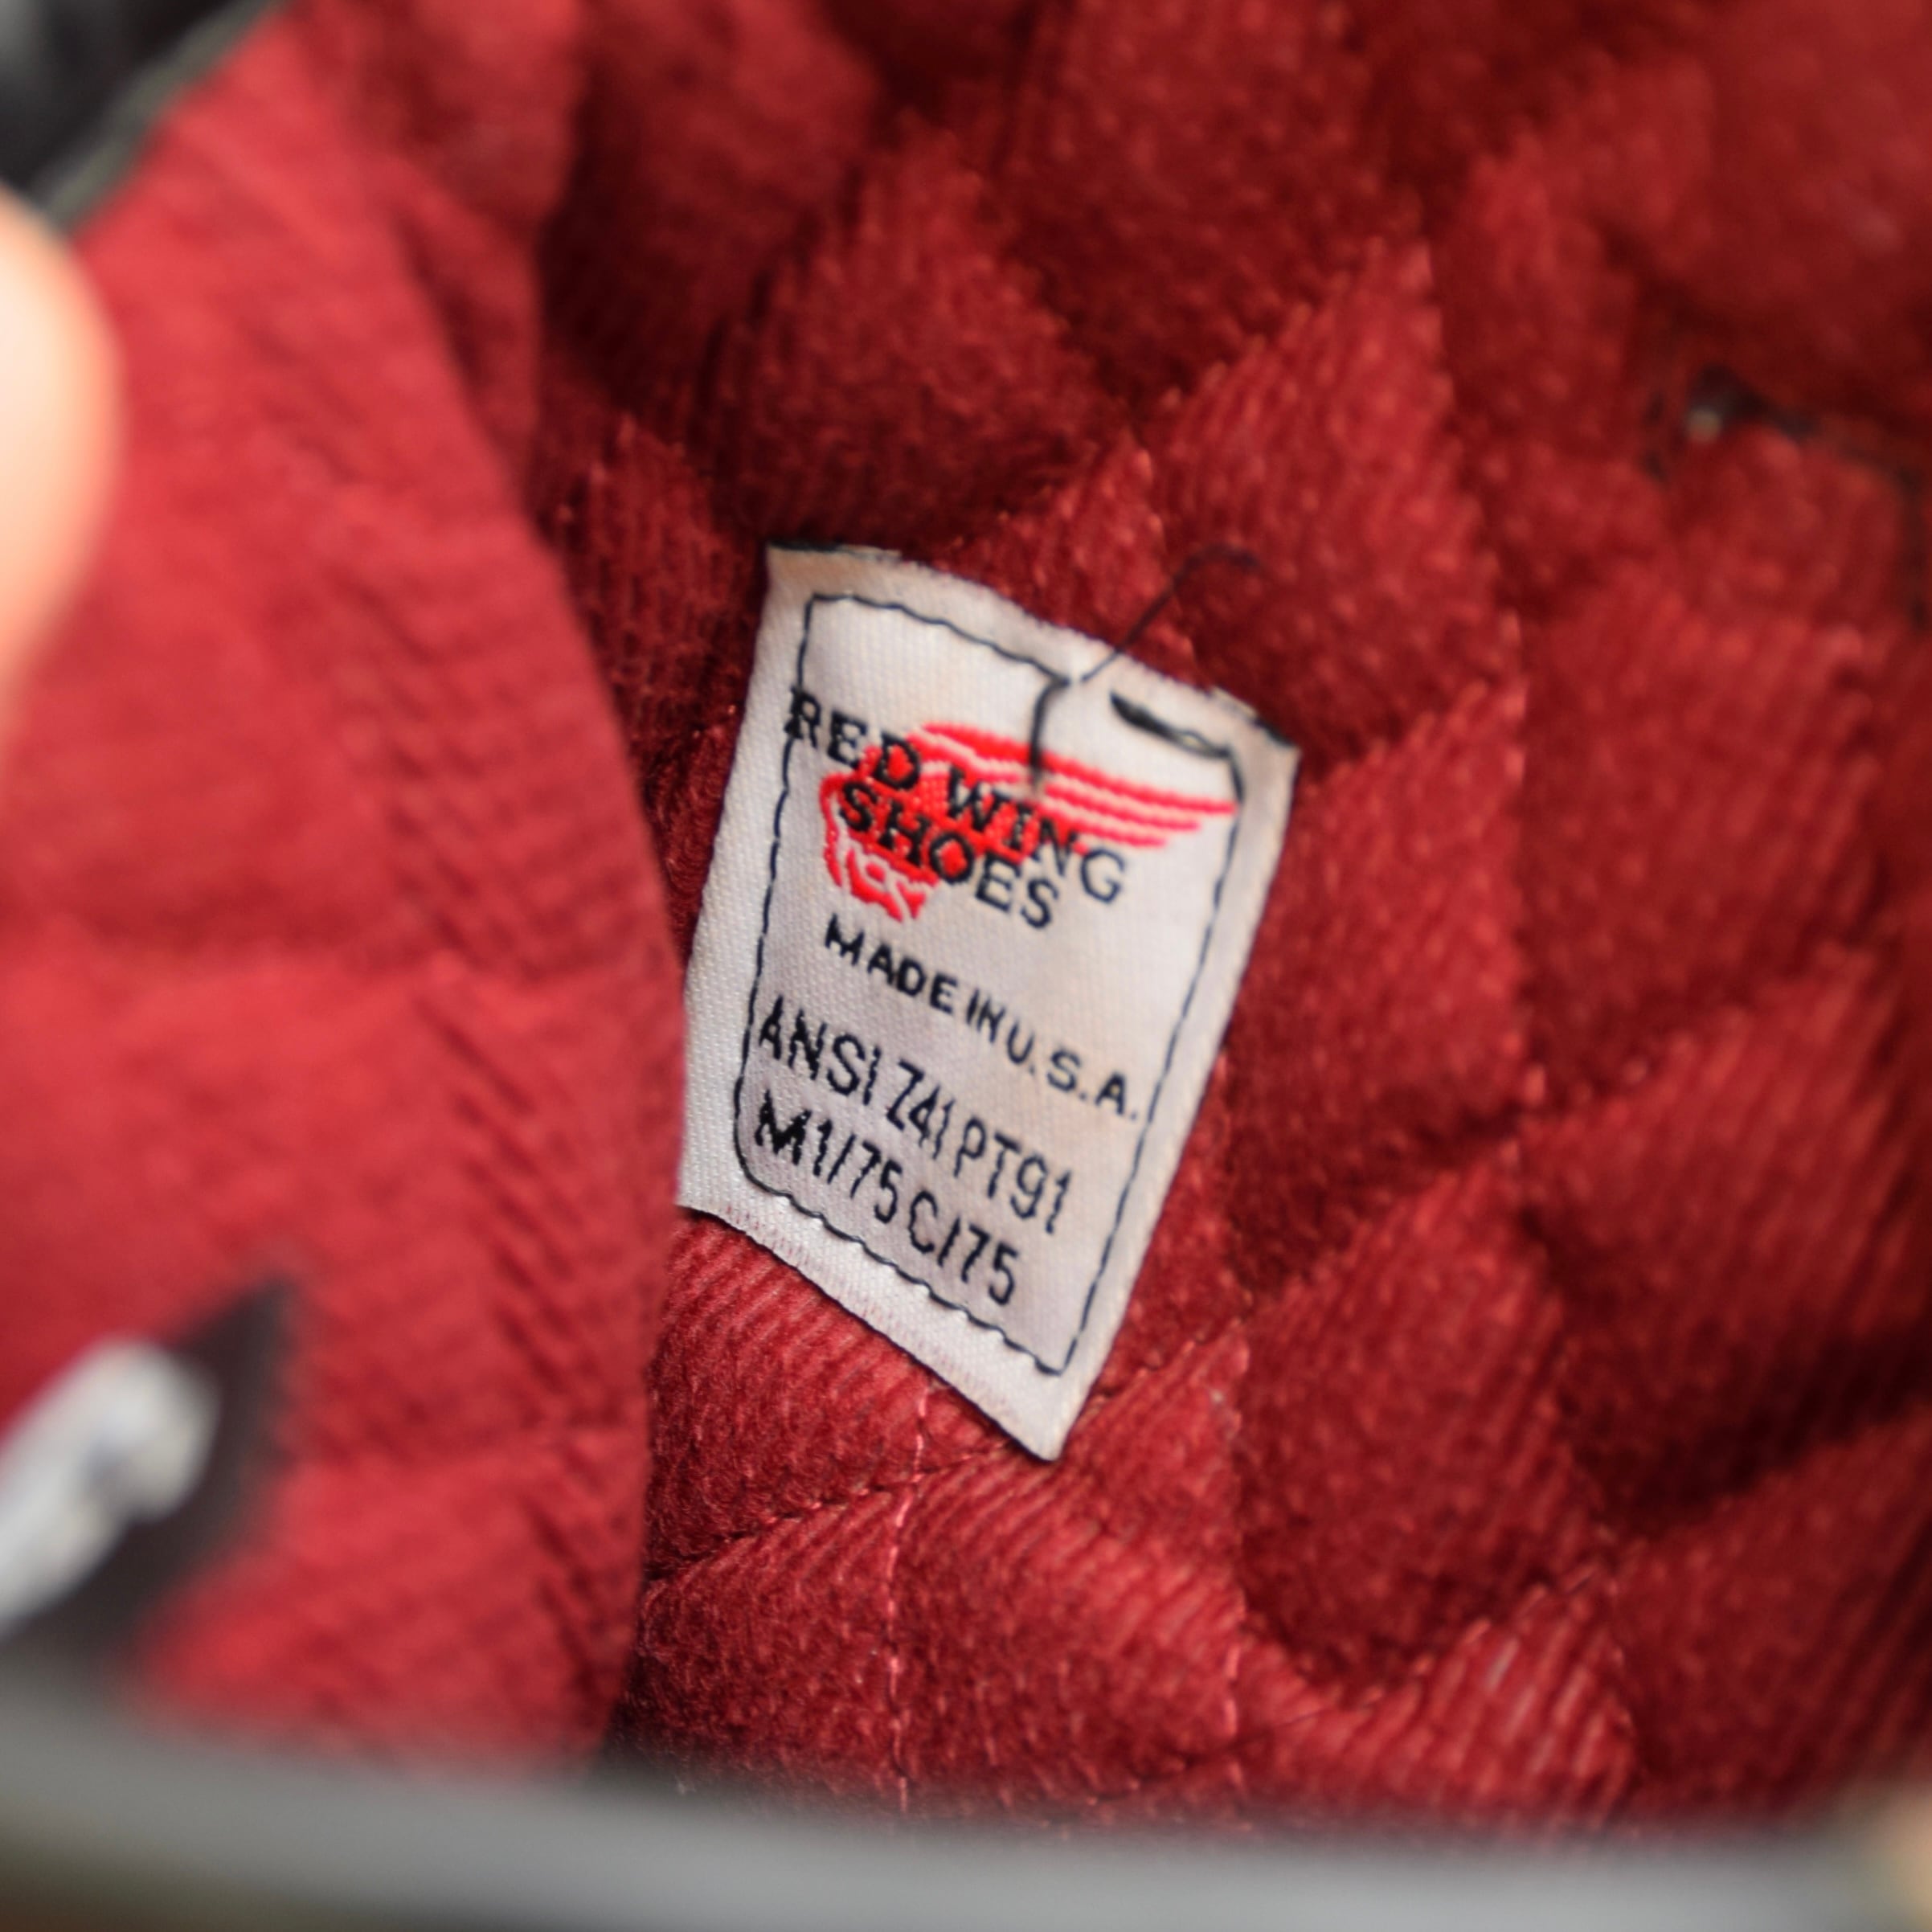 RED WING
SHOES
MADE IN U.S.A.
ANSI Z41 PT91
M1/75 C/75